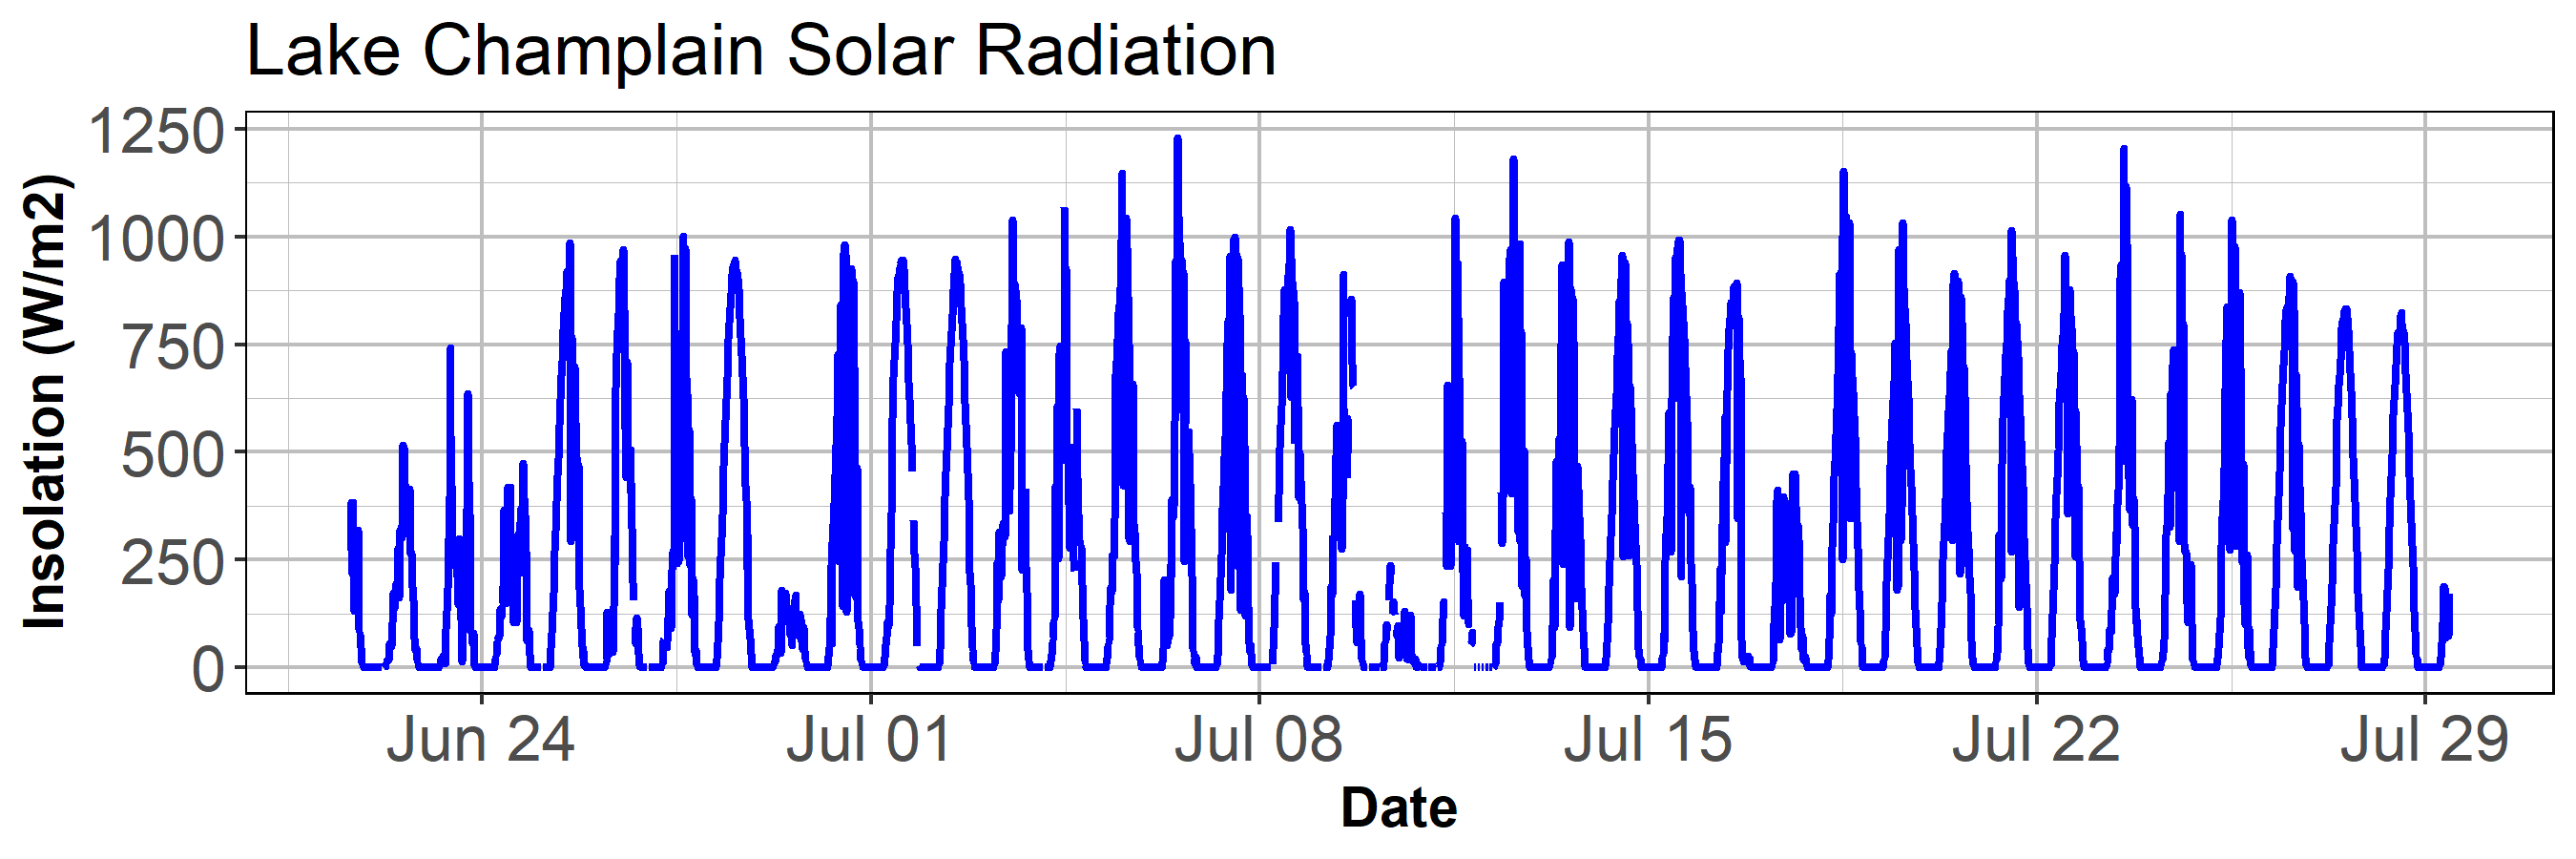 Lake Champlain Solar Radiation
1250
1000
750
500
250
0
Insolation (W/m2)
Jun 24 Jul 01 Jul 08 Jul 15 Jul 22 Jul 29
Date